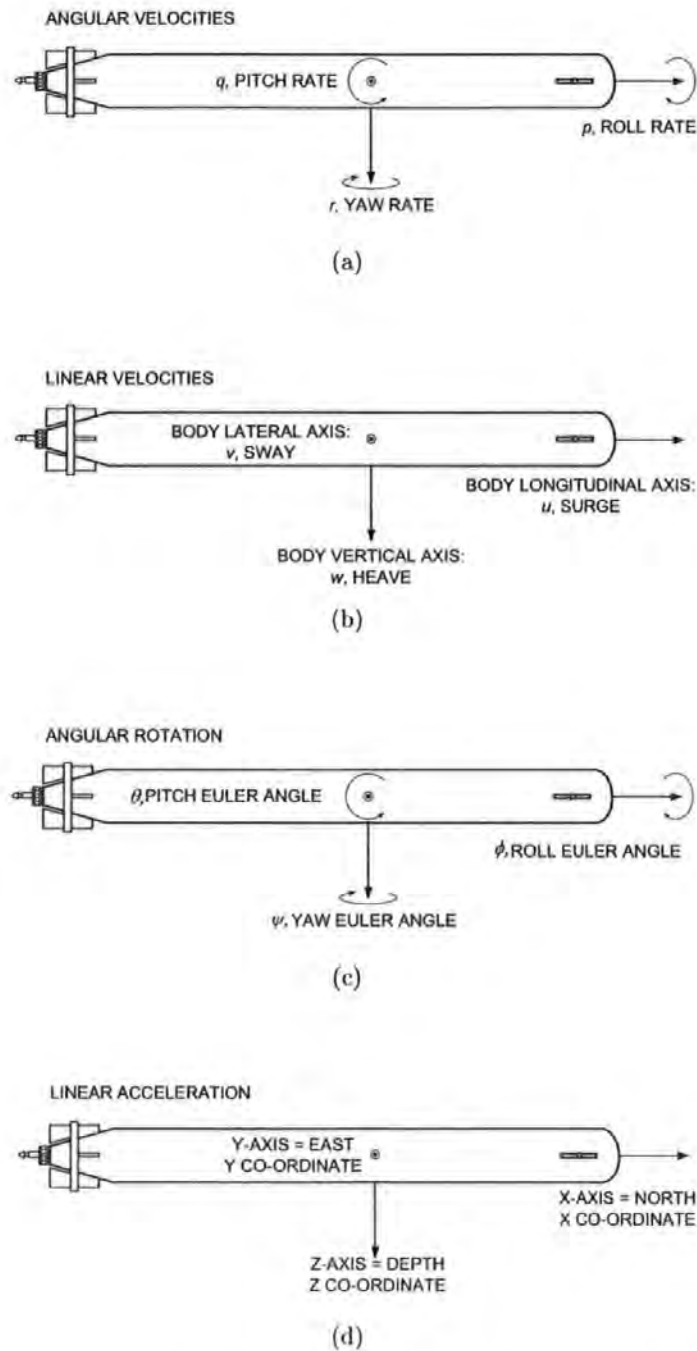 ANGULAR VELOCITIES
q, PITCH RATE
p, ROLL RATE
r, YAW RATE
(a)
LINEAR VELOCITIES
BODY LATERAL AXIS:
v, SWAY
BODY LONGITUDINAL AXIS:
u, SURGE
BODY VERTICAL AXIS:
w, HEAVE
(b)
ANGULAR ROTATION
θ,PITCH EULER ANGLE
ϕ,ROLL EULER ANGLE
ψ, YAW EULER ANGLE
(c)
LINEAR ACCELERATION
Y-AXIS = EAST
Y CO-ORDINATE
X-AXIS = NORTH
X CO-ORDINATE
Z-AXIS = DEPTH
Z CO-ORDINATE
(d)